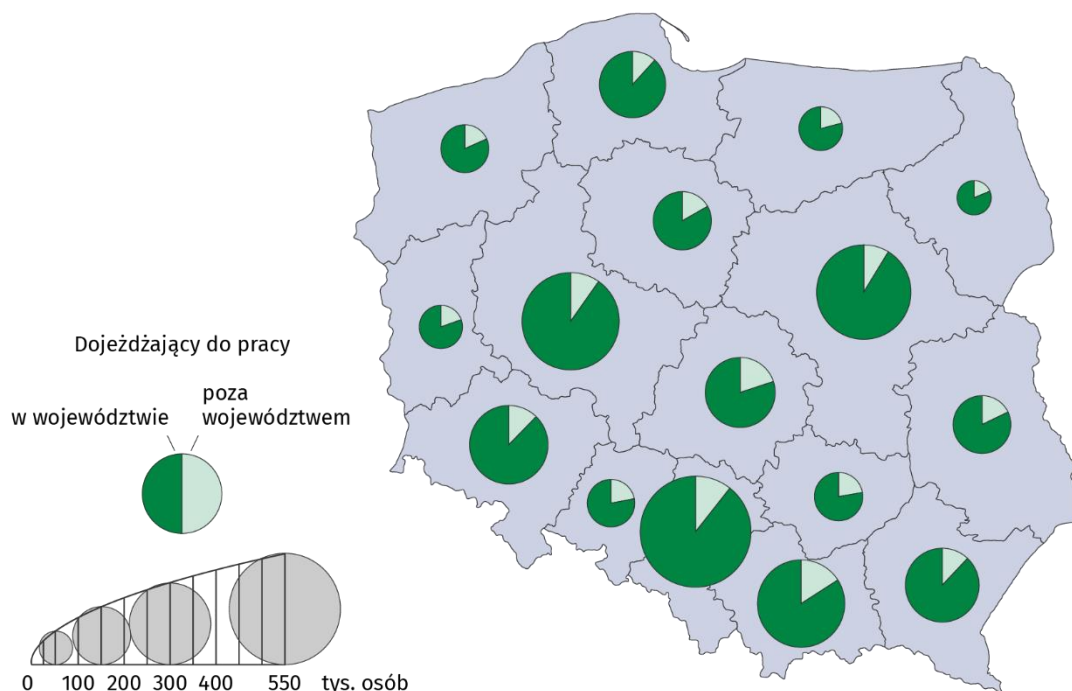 Dojeżdżający do pracy
w województwie
poza
województwem
0 100 200 300 400 550 tys. osób